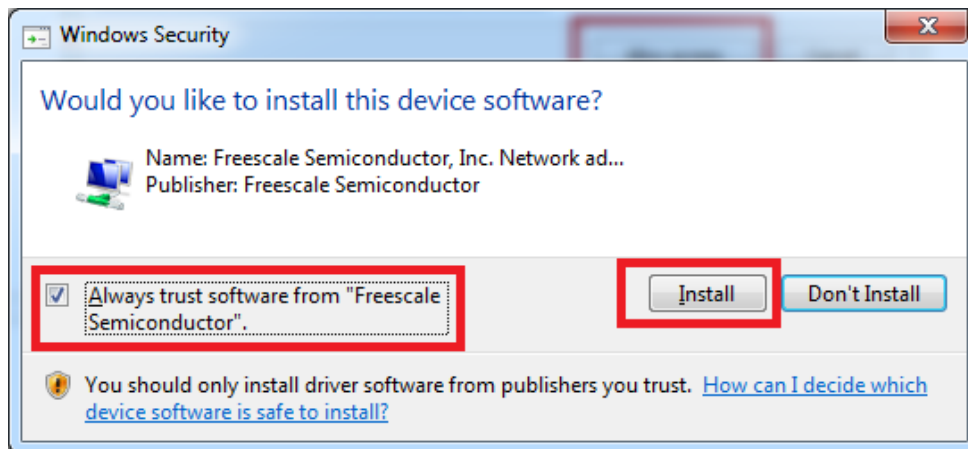 Windows Security
Would you like to install this device software?
Name: Freescale Semiconductor, Inc. Network ad...
Publisher: Freescale Semiconductor
Always trust software from "Freescale
Semiconductor".
Install
Don't Install
You should only install driver software from publishers you trust. How can I decide which
device software is safe to install?